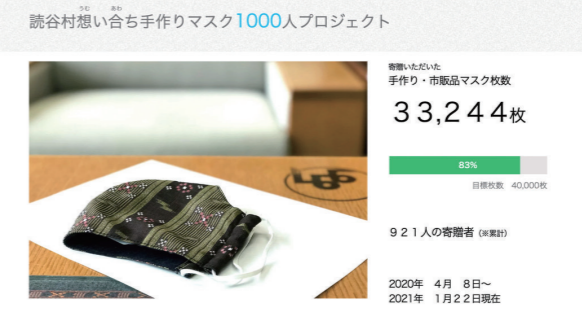 読谷村想い合ち手作りマスク1000人プロジェクト
うむ あわ
寄贈いただいた
手作り・市販品マスク枚数
33,244枚
83%
目標枚数 40,000枚
921人の寄贈者（※累計）
2020年 4月 8日～
2021年 1月22日現在